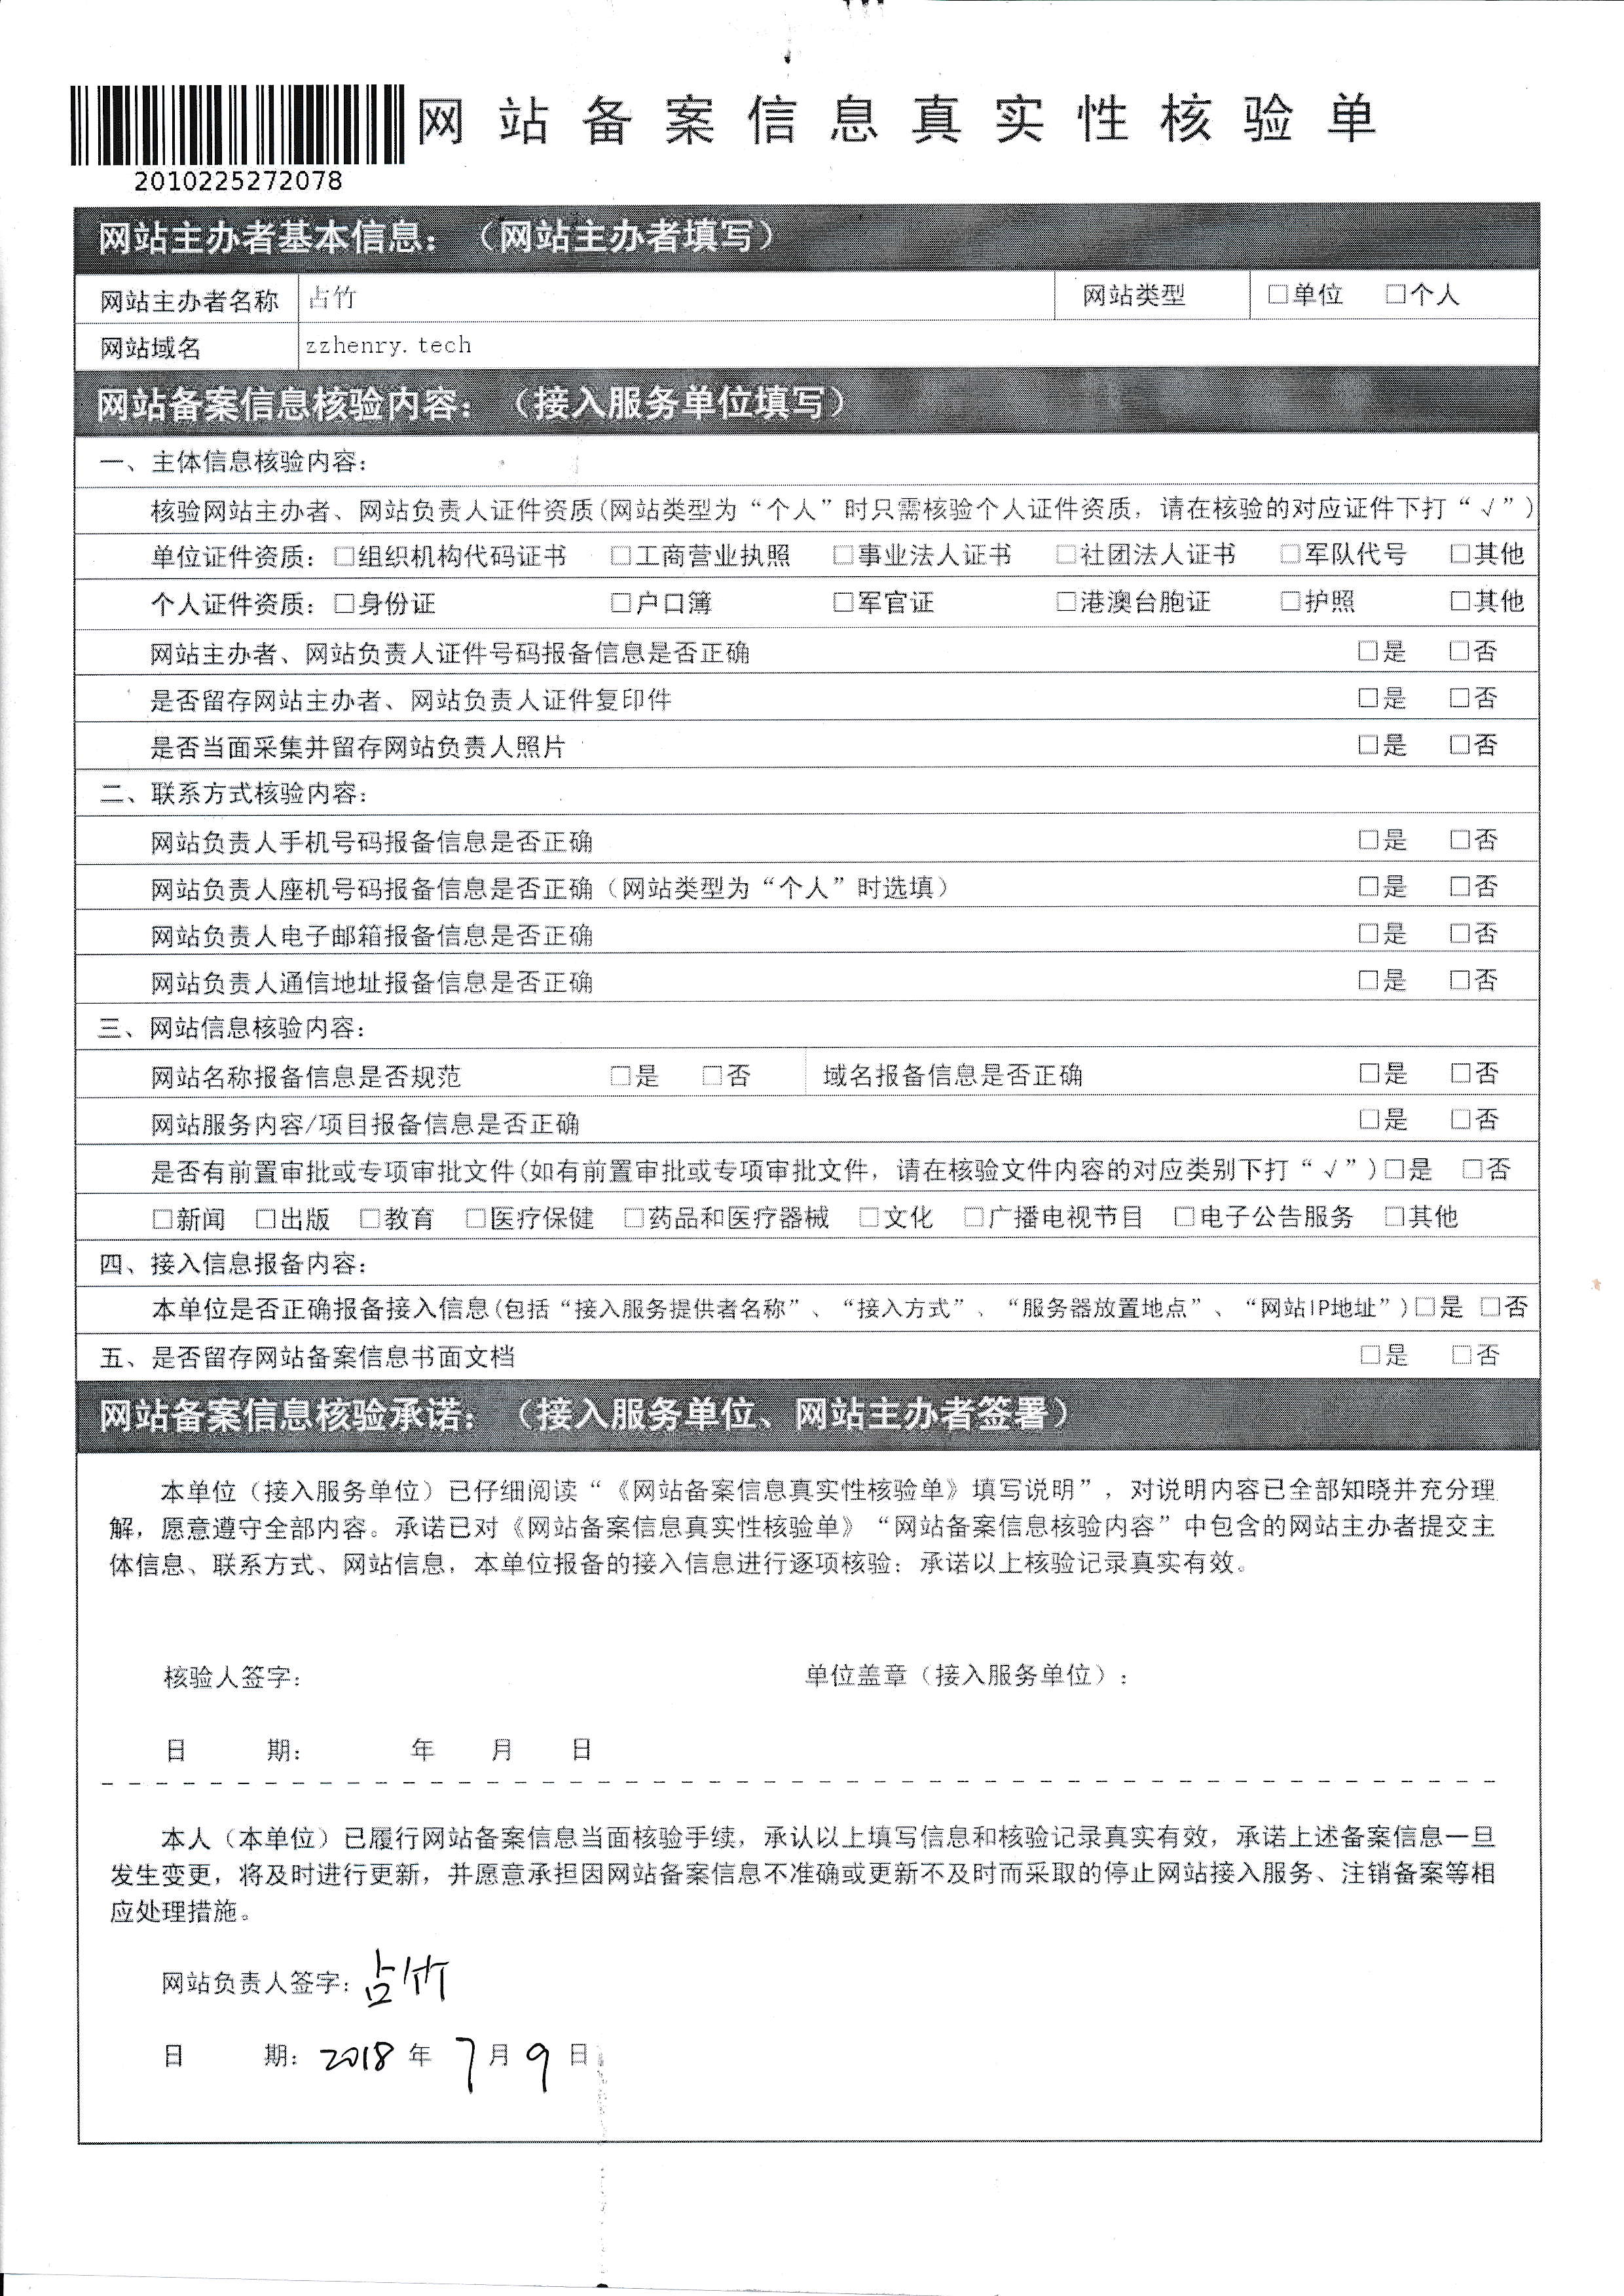 网站备案信息真实性核验单
2010225272078
网站主办者基本信息：（网站主办者填写）
网站主办者名称 占竹 网站类型 □单位 □个人
网站域名 zzhenry.tech
网站备案信息核验内容：（接入服务单位填写）
一、主体信息核验内容：
核验网站主办者、网站负责人证件资质(网站类型为“个人”时只需核验个人证件资质，请在核验的对应证件下打“√”)
单位证件资质：□组织机构代码证书 □工商营业执照 □事业法人证书 □社团法人证书 □军队代号 □其他
个人证件资质：□身份证 □户口簿 □军官证 □港澳台胞证 □护照 □其他
网站主办者、网站负责人证件号码报备信息是否正确 □是 □否
是否留存网站主办者、网站负责人证件复印件 □是 □否
是否当面采集并留存网站负责人照片 □是 □否
二、联系方式核验内容：
网站负责人手机号码报备信息是否正确 □是 □否
网站负责人座机号码报备信息是否正确（网站类型为“个人”时选填） □是 □否
网站负责人电子邮箱报备信息是否正确 □是 □否
网站负责人通信地址报备信息是否正确 □是 □否
三、网站信息核验内容：
网站名称报备信息是否规范 □是 □否 域名报备信息是否正确 □是 □否
网站服务内容/项目报备信息是否正确 □是 □否
是否有前置审批或专项审批文件(如有前置审批或专项审批文件，请在核验文件内容的对应类别下打“√”)□是 □否
□新闻 □出版 □教育 □医疗保健 □药品和医疗器械 □文化 □广播电视节目 □电子公告服务 □其他
四、接入信息报备内容：
本单位是否正确报备接入信息(包括“接入服务提供者名称”、“接入方式”、“服务器放置地点”、“网站IP地址”)□是 □否
五、是否留存网站备案信息书面文档 □是 □否
网站备案信息核验承诺：（接入服务单位、网站主办者签署）
本单位（接入服务单位）已仔细阅读“《网站备案信息真实性核验单》填写说明”，对说明内容已全部知晓并充分理
解，愿意遵守全部内容。承诺已对《网站备案信息真实性核验单》“网站备案信息核验内容”中包含的网站主办者提交主
体信息、联系方式、网站信息，本单位报备的接入信息进行逐项核验；承诺以上核验记录真实有效。
核验人签字： 单位盖章（接入服务单位）：
日 期： 年 月 日
本人（本单位）已履行网站备案信息当面核验手续，承认以上填写信息和核验记录真实有效，承诺上述备案信息一旦
发生变更，将及时进行更新，并愿意承担因网站备案信息不准确或更新不及时而采取的停止网站接入服务、注销备案等相
应处理措施。
网站负责人签字：占竹
日 期：2018年7月9日